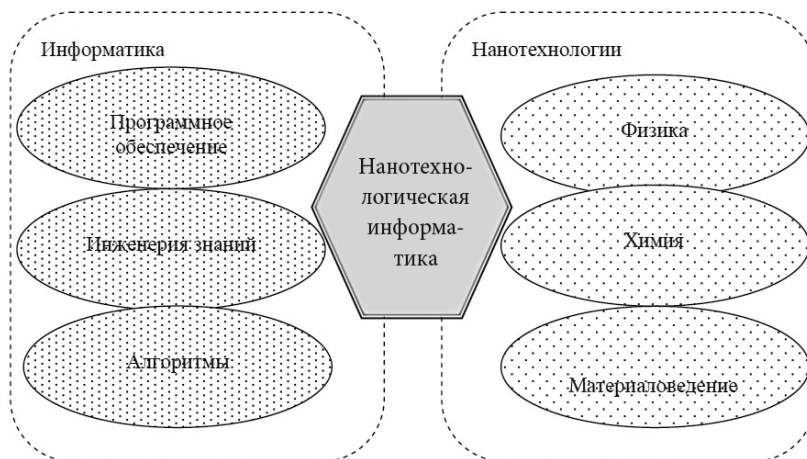 Информатика
Программное
обеспечение
Инженерия знаний
Алгоритмы
Нанотехно-
логическая
информа-
тика
Нанотехнологии
Физика
Химия
Материаловедение